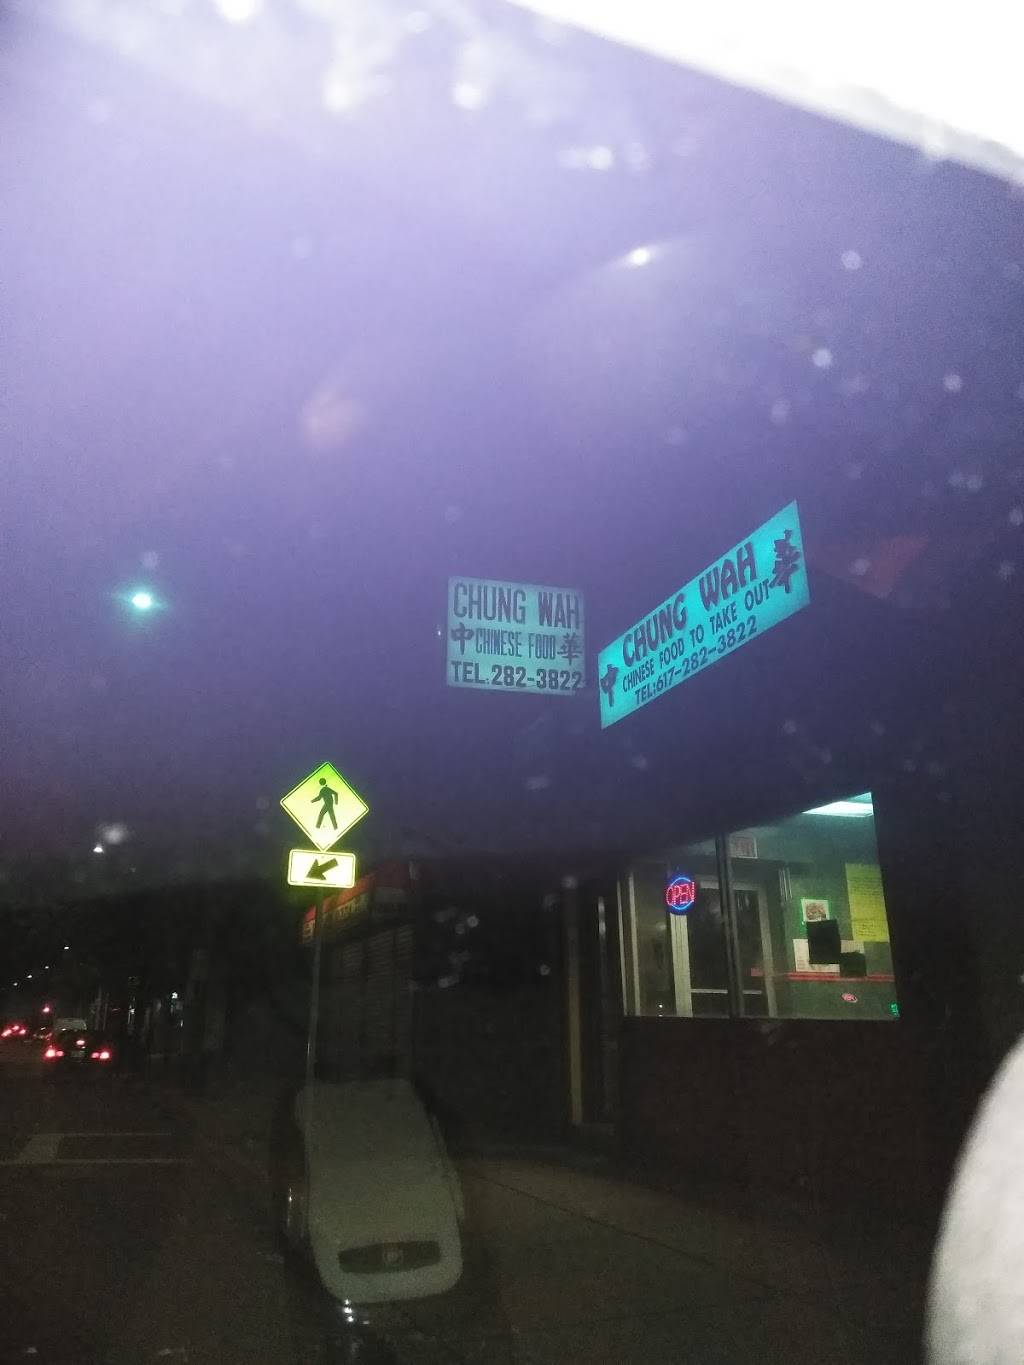 CHUNG WAH
中 CHINESE FOOD 華
TEL. 282-3822
CHUNG WAH 華
中 CHINESE FOOD TO TAKE OUT
TEL:617-282-3822
OPEN